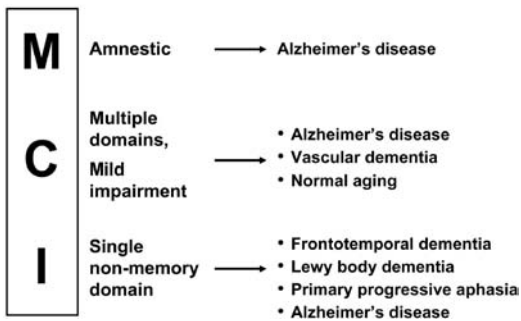 M
Amnestic
Alzheimer's disease
C
Multiple
domains,
Mild
impairment
• Alzheimer's disease
• Vascular dementia
• Normal aging
I
Single
non-memory
domain
• Frontotemporal dementia
• Lewy body dementia
• Primary progressive aphasia
• Alzheimer's disease